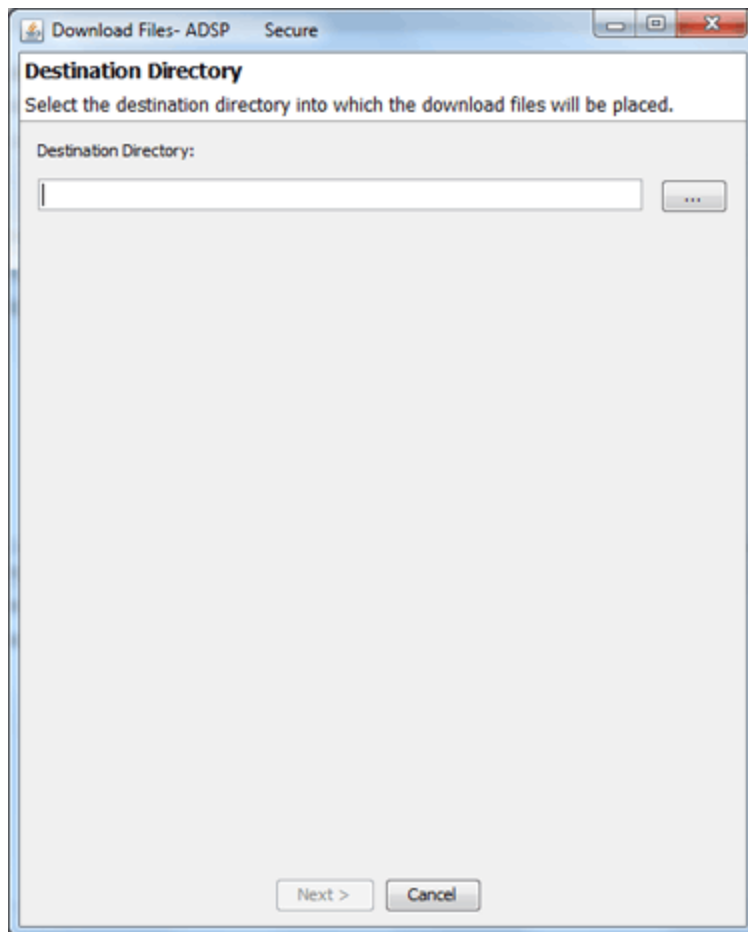 Download Files- ADSP Secure
Destination Directory
Select the destination directory into which the download files will be placed.
Destination Directory:
...
Next > Cancel